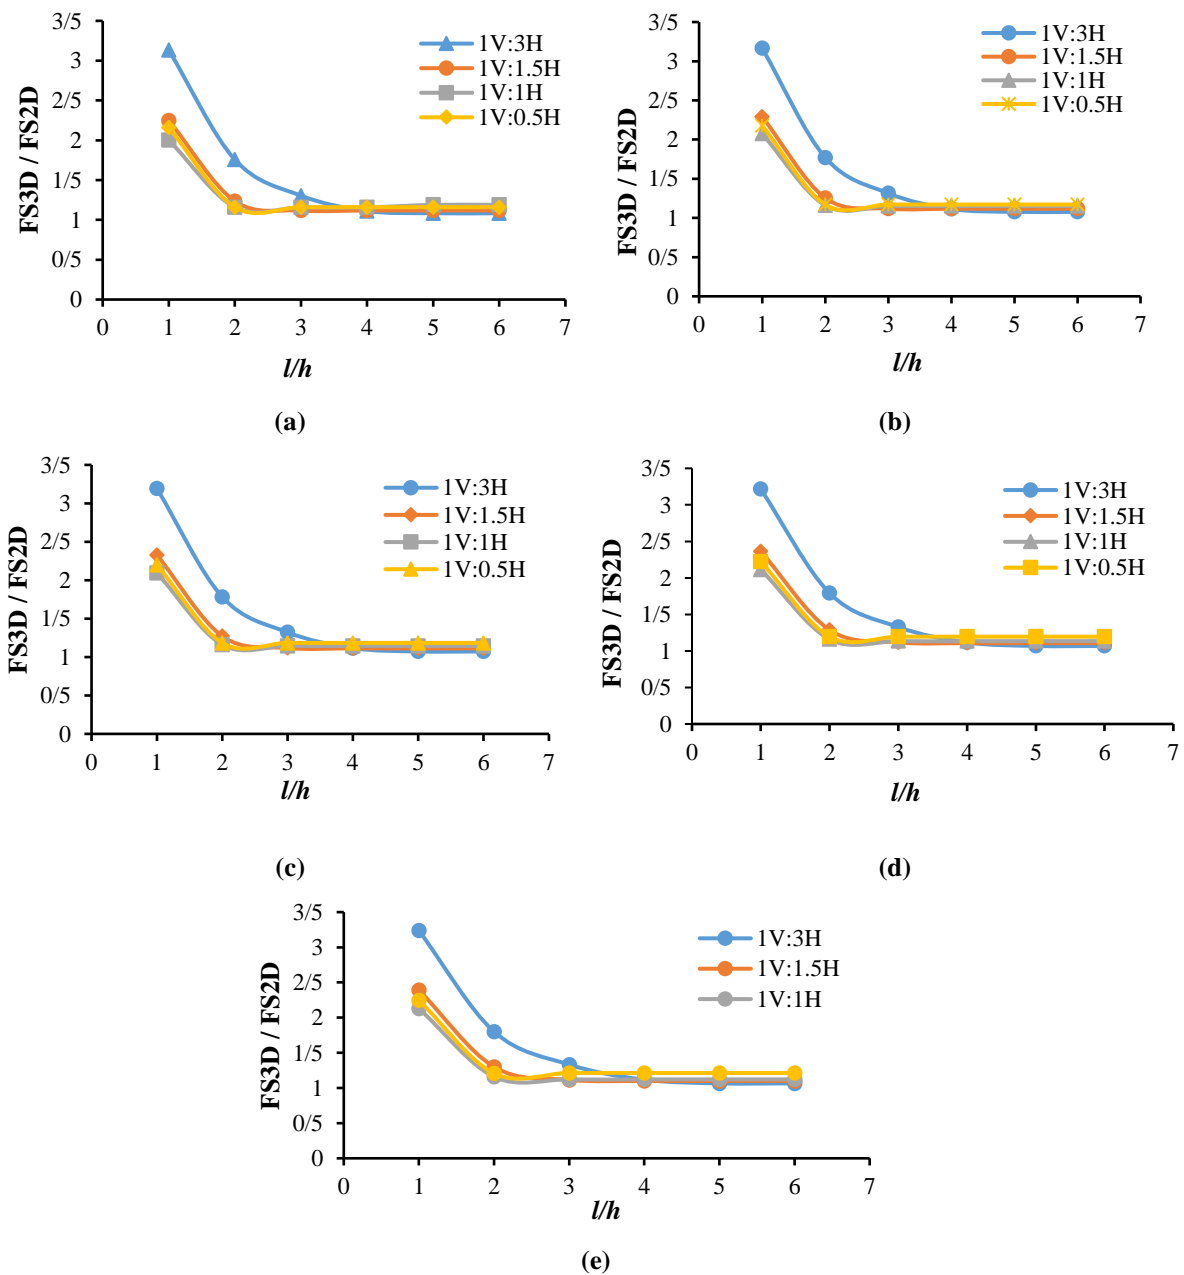 3/5
3
2/5
2
1/5
1
0/5
0
0 1 2 3 4 5 6 7
FS3D / FS2D
l/h
1V:3H
1V:1.5H
1V:1H
1V:0.5H
(a)
3/5
3
2/5
2
1/5
1
0/5
0
0 1 2 3 4 5 6 7
FS3D / FS2D
l/h
1V:3H
1V:1.5H
1V:1H
1V:0.5H
(b)
3/5
3
2/5
2
1/5
1
0/5
0
0 1 2 3 4 5 6 7
FS3D / FS2D
l/h
1V:3H
1V:1.5H
1V:1H
1V:0.5H
(c)
3/5
3
2/5
2
1/5
1
0/5
0
0 1 2 3 4 5 6 7
FS3D / FS2D
l/h
1V:3H
1V:1.5H
1V:1H
1V:0.5H
(d)
3/5
3
2/5
2
1/5
1
0/5
0
0 1 2 3 4 5 6 7
FS3D / FS2D
l/h
1V:3H
1V:1.5H
1V:1H
(e)